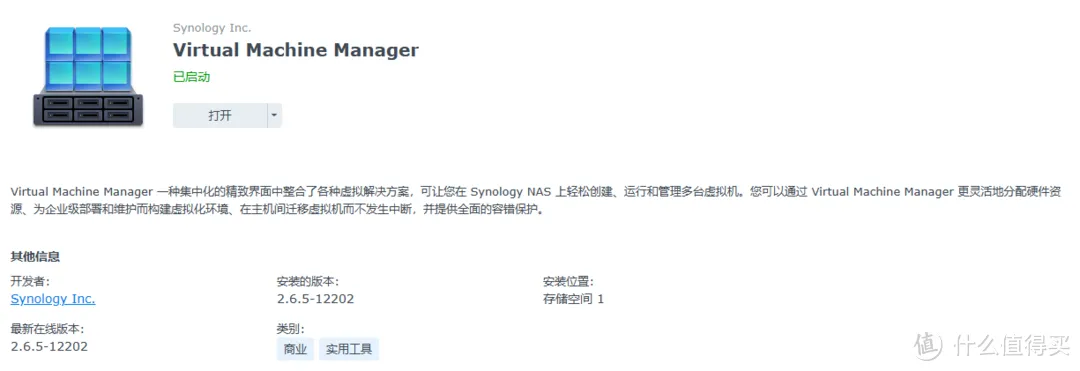 Synology Inc.
Virtual Machine Manager
已启动
打开
Virtual Machine Manager 一种集中化的精致界面中整合了各种虚拟解决方案，可让您在 Synology NAS 上轻松创建、运行和管理多台虚拟机。您可以通过 Virtual Machine Manager 更灵活地分配硬件资
源、为企业级部署和维护而构建虚拟化环境、在主机间迁移虚拟机而不发生中断，并提供全面的容错保护。
其他信息
开发者:
安装的版本:
安装位置:
Synology Inc.
2.6.5-12202
存储空间 1
最新在线版本:
类别:
2.6.5-12202
商业
实用工具
值 什么值得买